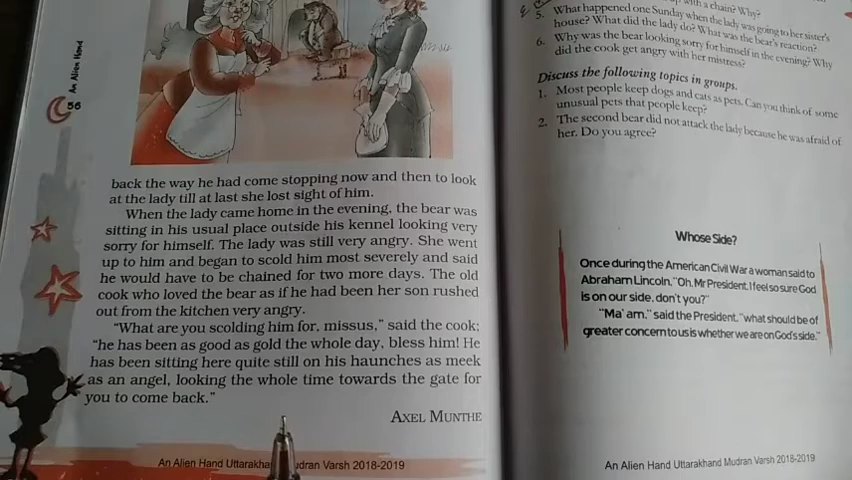 An Alien Hand
56
back the way he had come stopping now and then to look
at the lady till at last she lost sight of him.
When the lady came home in the evening, the bear was
sitting in his usual place outside his kennel looking very
sorry for himself. The lady was still very angry. She went
up to him and began to scold him most severely and said
he would have to be chained for two more days. The old
cook who loved the bear as if he had been her son rushed
out from the kitchen very angry.
“What are you scolding him for, missus,” said the cook;
“he has been as good as gold the whole day, bless him! He
has been sitting here quite still on his haunches as meek
as an angel, looking the whole time towards the gate for
you to come back.”
AXEL MUNTHE
An Alien Hand Uttarakha Mudran Varsh 2018-2019
with a chain? Why?
5. What happened one Sunday when the lady was going to her sister's
house? What did the lady do? What was the bear's reaction?
6. Why was the bear looking sorry for himself in the evening? Why
did the cook get angry with her mistress?
Discuss the following topics in groups.
1. Most people keep dogs and cats as pets. Can you think of some
unusual pets that people keep?
2. The second bear did not attack the lady because he was afraid of
her. Do you agree?
Whose Side?
Once during the American Civil War a woman said to
Abraham Lincoln, “Oh, Mr President, I feel so sure God
is on our side, don't you?”
“Ma' am,” said the President, “what should be of
greater concern to us is whether we are on God's side.”
An Alien Hand Uttarakhand Mudran Varsh 2018-2019